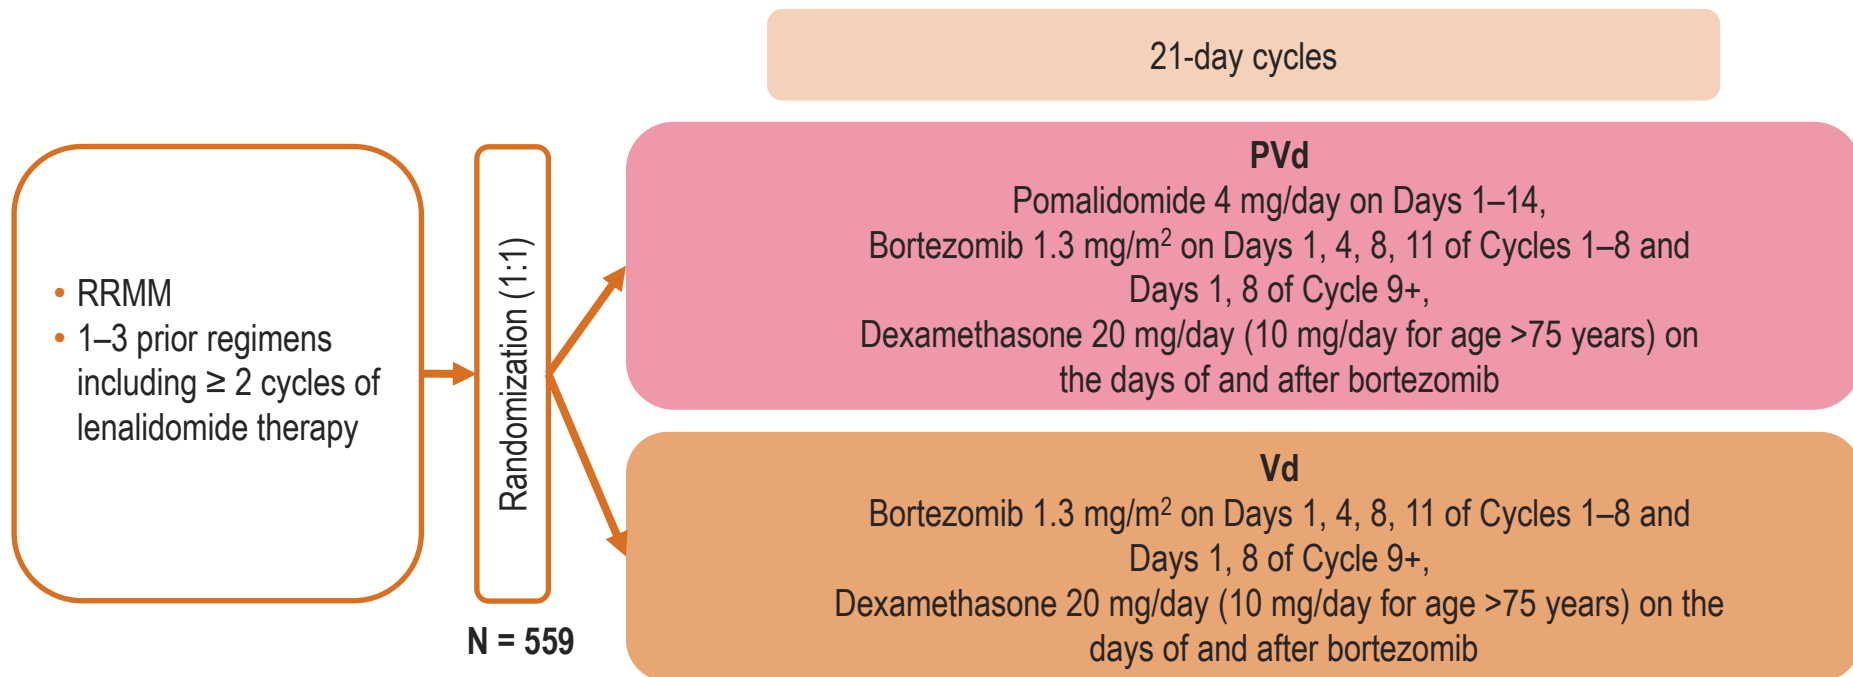 21-day cycles
• RRMM
• 1–3 prior regimens
including ≥ 2 cycles of
lenalidomide therapy
Randomization (1:1)
N = 559
PVd
Pomalidomide 4 mg/day on Days 1–14,
Bortezomib 1.3 mg/m² on Days 1, 4, 8, 11 of Cycles 1–8 and
Days 1, 8 of Cycle 9+,
Dexamethasone 20 mg/day (10 mg/day for age >75 years) on
the days of and after bortezomib
Vd
Bortezomib 1.3 mg/m² on Days 1, 4, 8, 11 of Cycles 1–8 and
Days 1, 8 of Cycle 9+,
Dexamethasone 20 mg/day (10 mg/day for age >75 years) on the
days of and after bortezomib